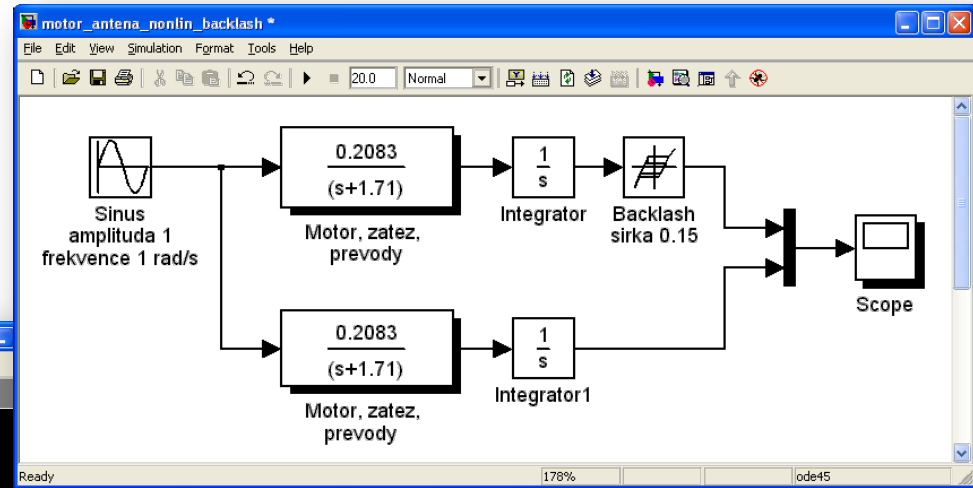 motor_antena_nonlin_backlash *
File Edit View Simulation Format Tools Help
20.0 Normal
Sinus
amplituda 1
frekvence 1 rad/s
0.2083
(s+1.71)
Motor, zatez,
prevody
1
s
Integrator
Backlash
sirka 0.15
Scope
0.2083
(s+1.71)
Motor, zatez,
prevody
1
s
Integrator1
Ready 178% ode45